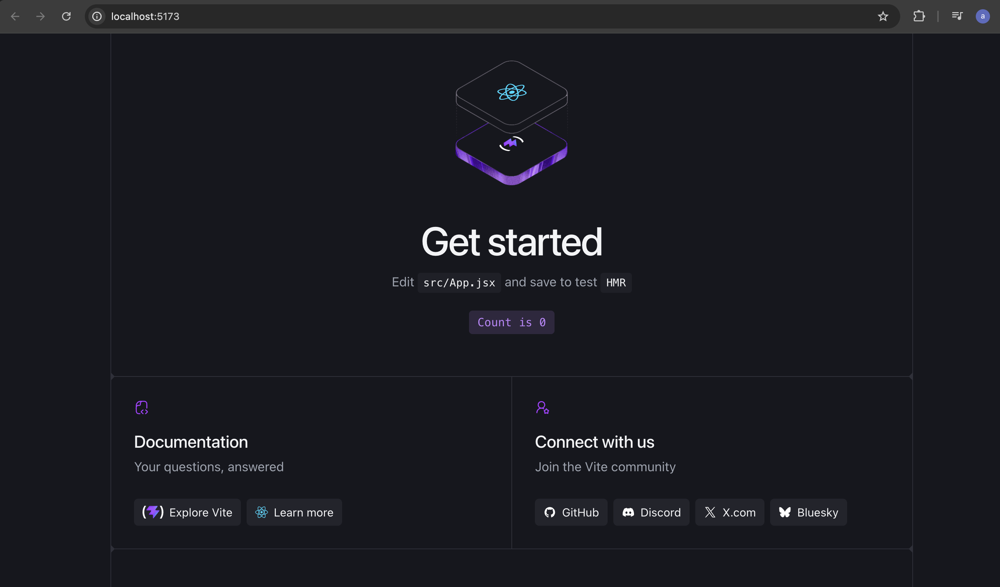 localhost:5173
a
Get started
Edit src/App.jsx and save to test HMR
Count is 0
Documentation
Your questions, answered
Explore Vite
Learn more
Connect with us
Join the Vite community
GitHub
Discord
X.com
Bluesky